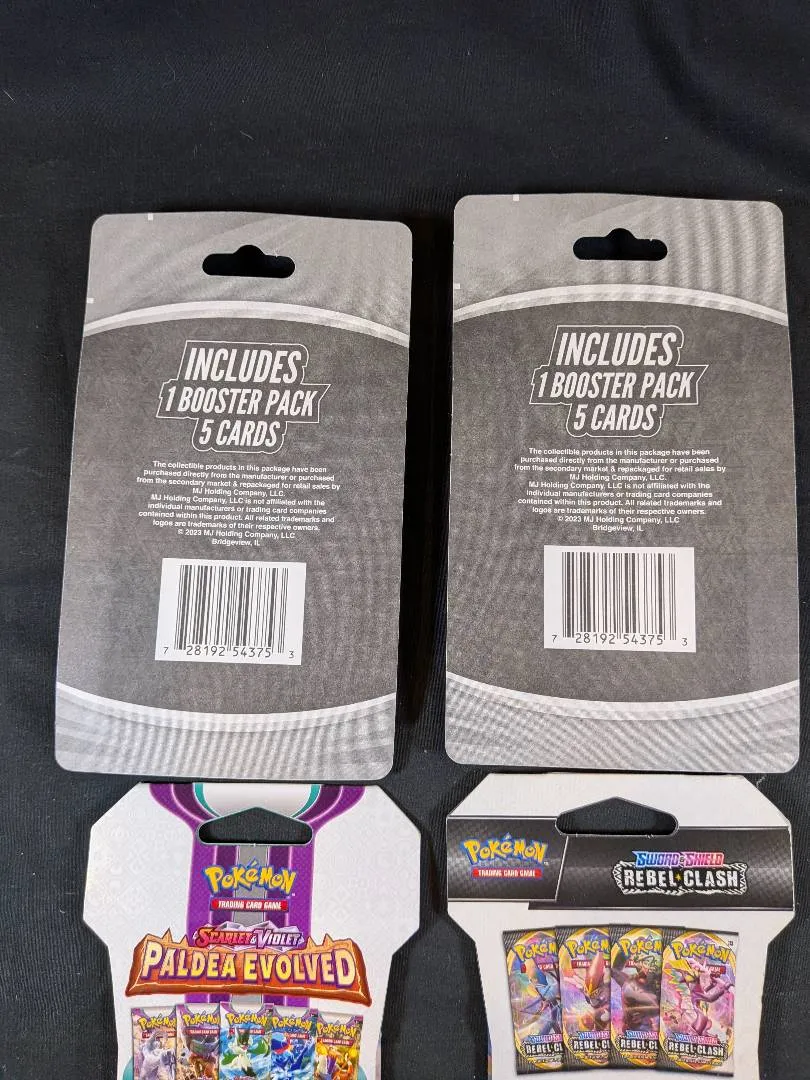 INCLUDES
1 BOOSTER PACK
5 CARDS
The collectible products in this package have been
purchased directly from the manufacturer or purchased
from the secondary market & repackaged for retail sales by
MJ Holding Company, LLC.
MJ Holding Company, LLC is not affiliated with the
individual manufacturers or trading card companies
contained within this product. All related trademarks and
logos are trademarks of their respective owners.
© 2023 MJ Holding Company, LLC
Bridgeview, IL
7 28192 54375 3
INCLUDES
1 BOOSTER PACK
5 CARDS
The collectible products in this package have been
purchased directly from the manufacturer or purchased
from the secondary market & repackaged for retail sales by
MJ Holding Company, LLC.
MJ Holding Company, LLC is not affiliated with the
individual manufacturers or trading card companies
contained within this product. All related trademarks and
logos are trademarks of their respective owners.
© 2023 MJ Holding Company, LLC
Bridgeview, IL
7 28192 54375 3
POKéMON
TRADING CARD GAME
SCARLET & VIOLET
PALDEA EVOLVED
POKéMON
TRADING CARD GAME
SWORD & SHIELD
REBEL CLASH
POKéMON
REBEL CLASH